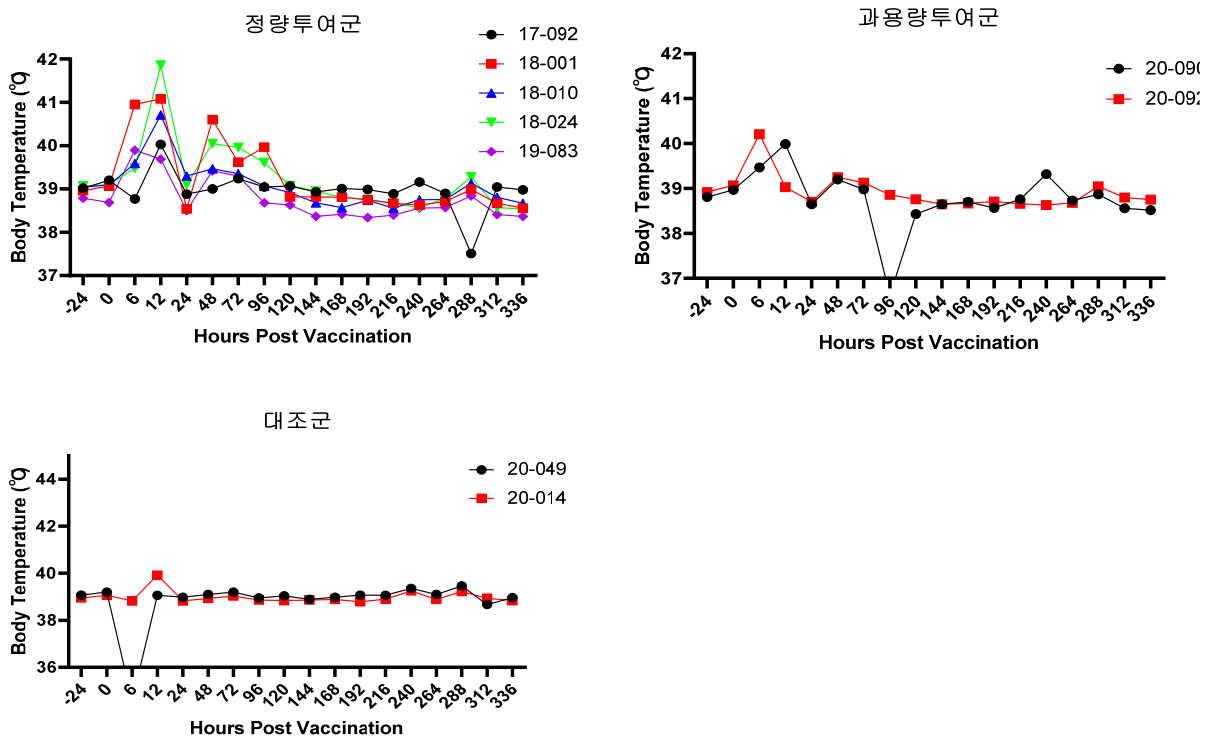 정량투여군
17-092
18-001
18-010
18-024
19-083
Body Temperature (℃)
42
41
40
39
38
37
-24 0 6 12 24 48 72 96 120 144 168 192 216 240 264 288 312 336
Hours Post Vaccination
과용량투여군
20-090
20-092
Body Temperature (℃)
42
41
40
39
38
37
-24 0 6 12 24 48 72 96 120 144 168 192 216 240 264 288 312 336
Hours Post Vaccination
대조군
20-049
20-014
Body Temperature (℃)
44
42
40
38
36
-24 0 6 12 24 48 72 96 120 144 168 192 216 240 264 288 312 336
Hours Post Vaccination